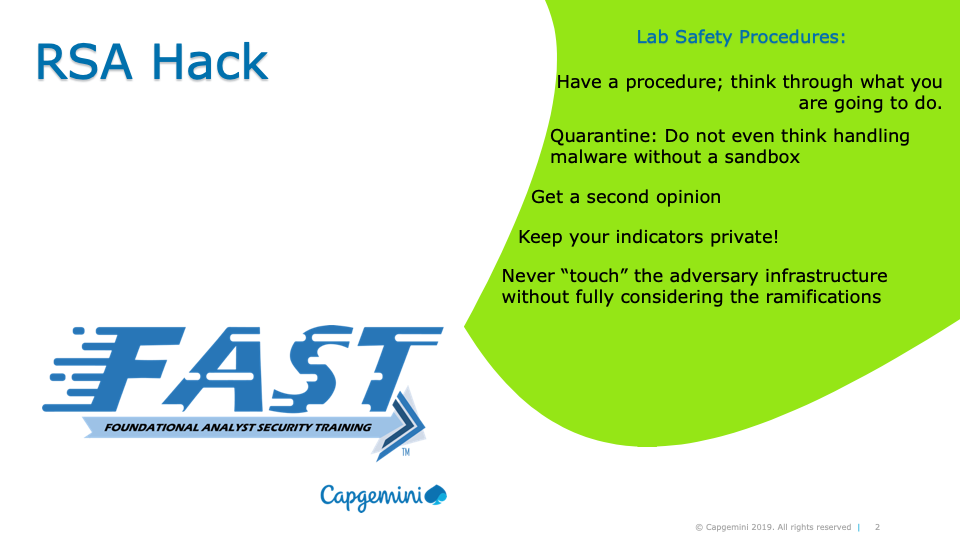 RSA Hack
Lab Safety Procedures:
Have a procedure; think through what you
are going to do.
Quarantine: Do not even think handling
malware without a sandbox
Get a second opinion
Keep your indicators private!
Never “touch” the adversary infrastructure
without fully considering the ramifications
FAST
FOUNDATIONAL ANALYST SECURITY TRAINING
TM
Capgemini
© Capgemini 2019. All rights reserved | 2